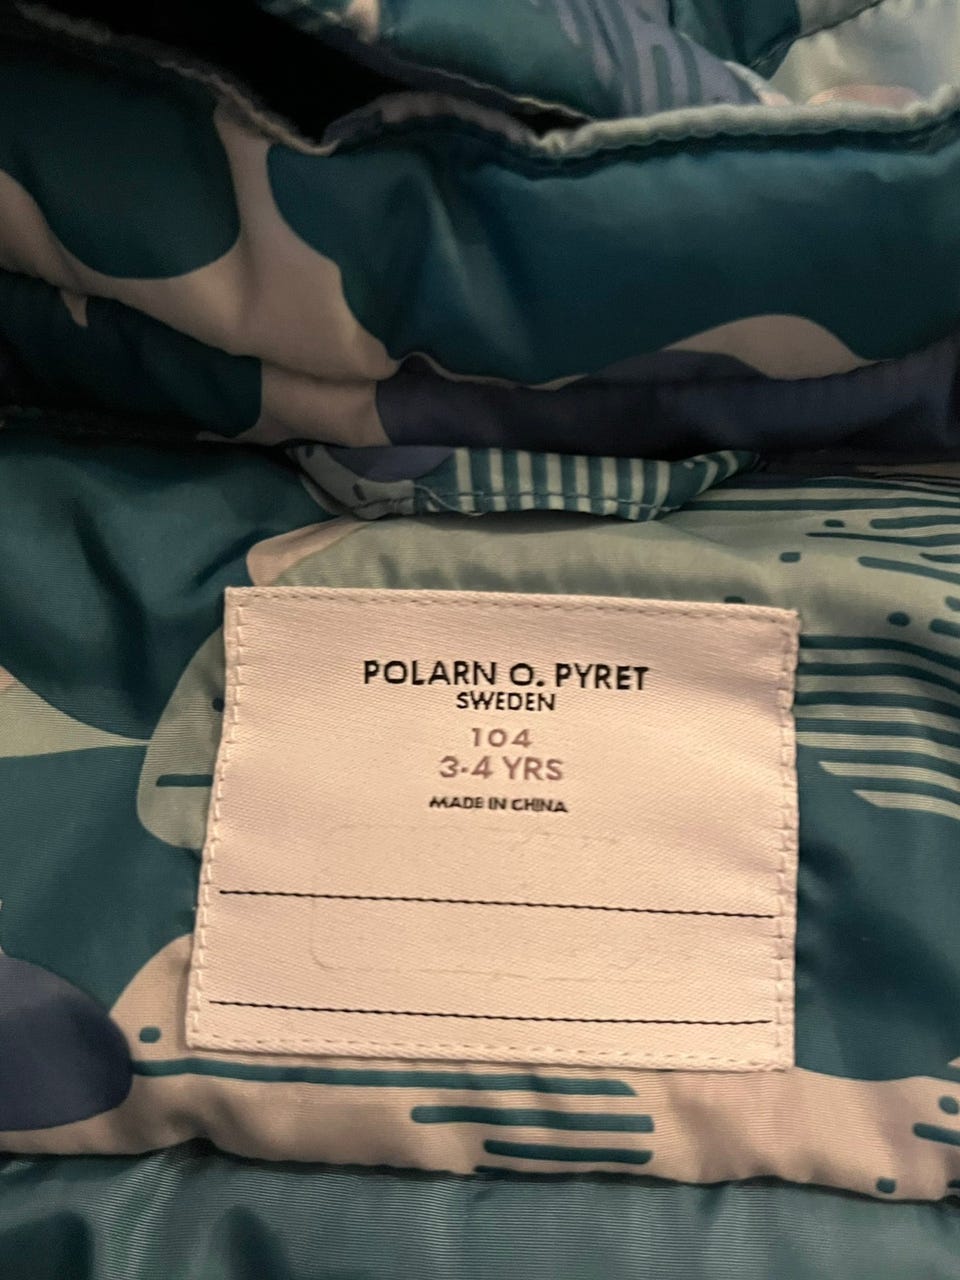 POLARN O. PYRET
SWEDEN
104
3-4 YRS
MADE IN CHINA